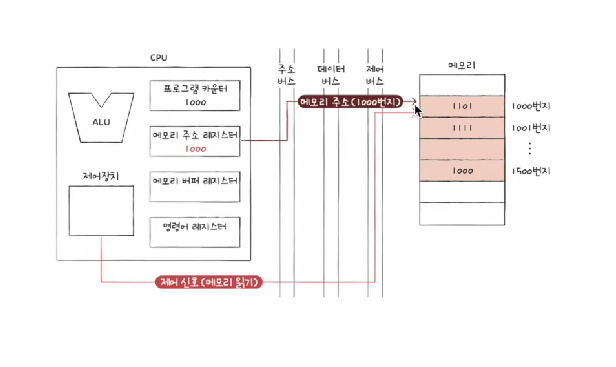 CPU
주소
버스
데이터
버스
제어
버스
메모리
ALU
프로그램 카운터
1000
메모리 주소(1000번지)
1101
1000번지
메모리 주소 레지스터
1000
1111
1001번지
⋮
제어장치
메모리 버퍼 레지스터
1000
1500번지
명령어 레지스터
제어 신호(메모리 읽기)